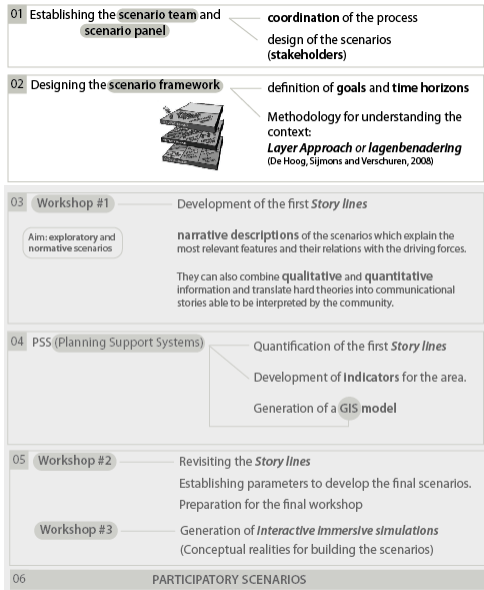 01 Establishing the scenario team and
scenario panel
coordination of the process
design of the scenarios
(stakeholders)
02 Designing the scenario framework
definition of goals and time horizons
Methodology for understanding the
context:
Layer Approach or lagenbenadering
(De Hoog, Sijmons and Verschuren, 2008)
03 Workshop #1
Development of the first Story lines
Aim: exploratory and
normative scenarios
narrative descriptions of the scenarios which explain the
most relevant features and their relations with the driving forces.
They can also combine qualitative and quantitative
information and translate hard theories into communicational
stories able to be interpreted by the community.
04 PSS (Planning Support Systems)
Quantification of the first Story lines
Development of indicators for the area.
Generation of a GIS model
05 Workshop #2
Revisiting the Story lines
Establishing parameters to develop the final scenarios.
Preparation for the final workshop
Workshop #3
Generation of Interactive Immersive simulations
(Conceptual realities for building the scenarios)
06 PARTICIPATORY SCENARIOS